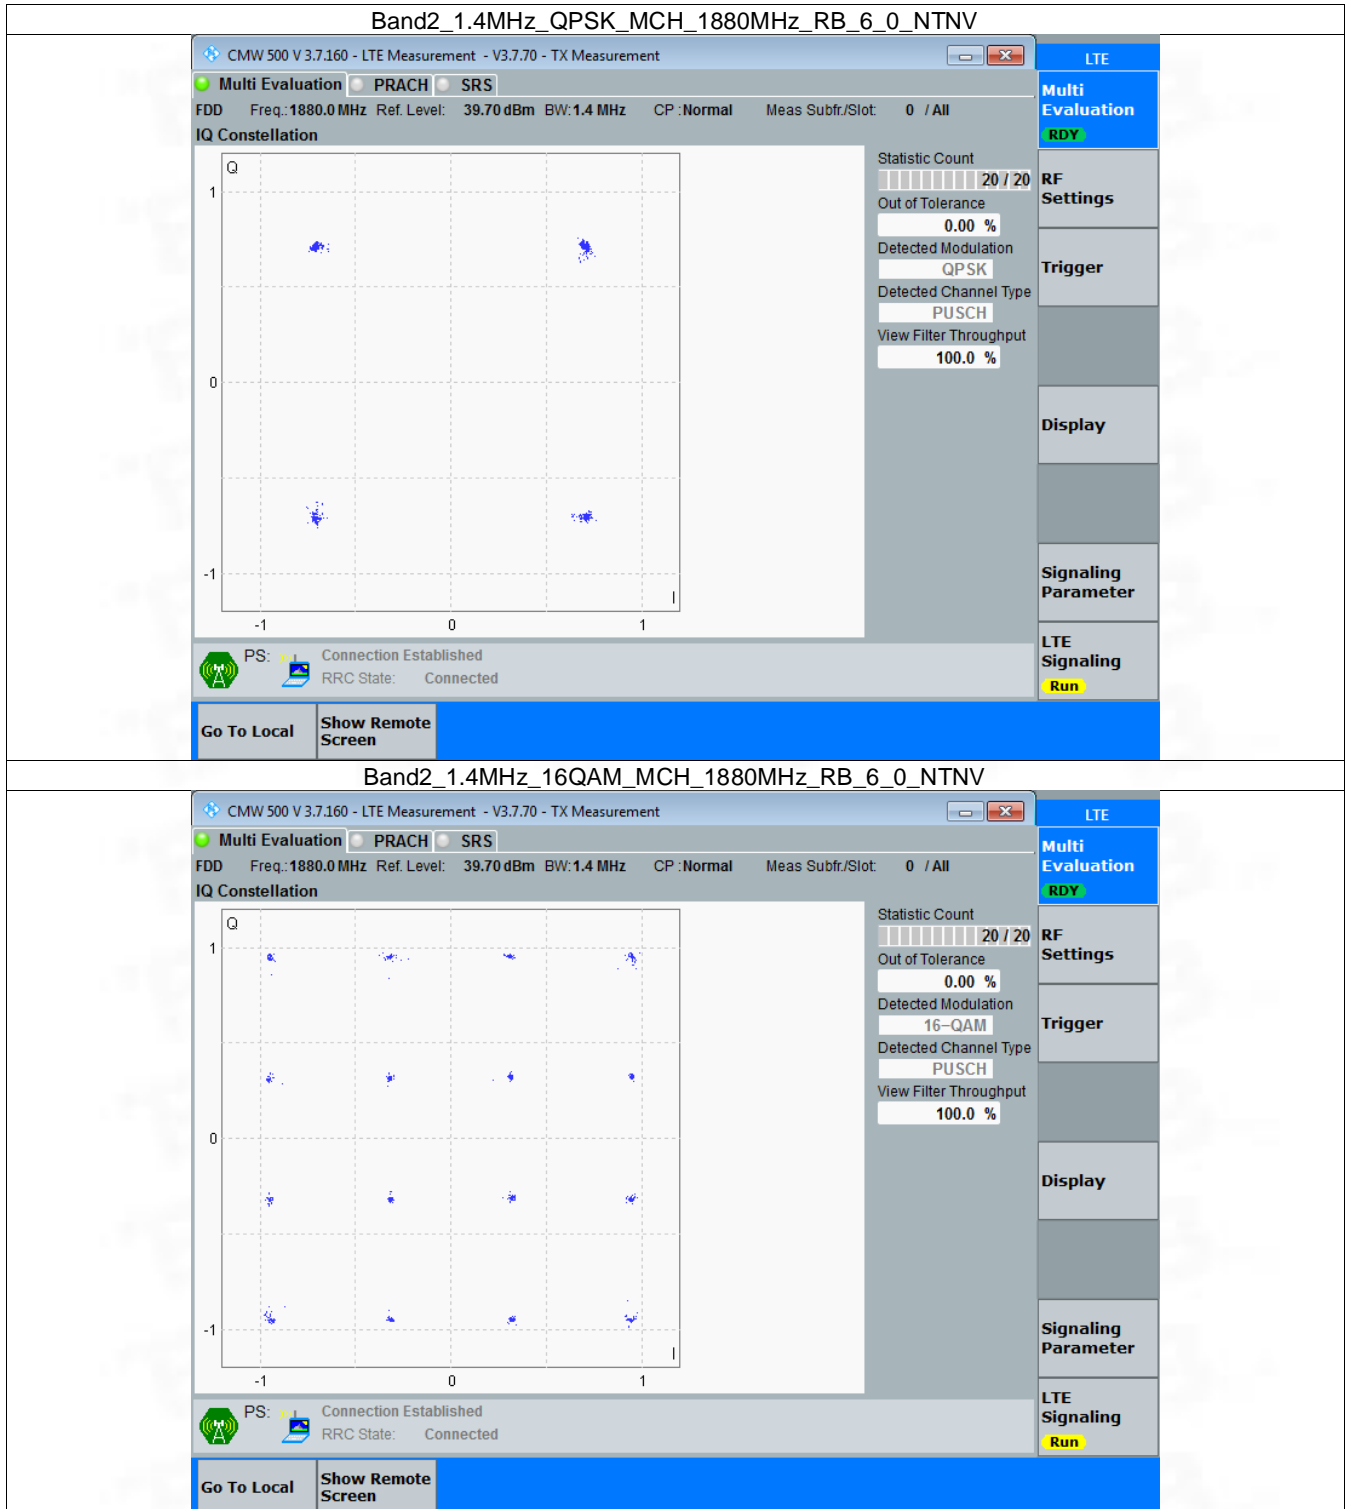 Band2_1.4MHz_QPSK_MCH_1880MHz_RB_6_0_NTNV
CMW 500 V 3.7.160 - LTE Measurement - V3.7.70 - TX Measurement
LTE
Multi Evaluation PRACH SRS
Multi
Evaluation
RDY
FDD Freg.:1880.0 MHz Ref. Level: 39.70 dBm BW:1.4 MHz CP :Normal Meas Subfr./Slot: 0 / All
IQ Constellation
Q
1
0
-1
I
-1 0 1
Statistic Count
20 / 20
Out of Tolerance
0.00 %
Detected Modulation
QPSK
Detected Channel Type
PUSCH
View Filter Throughput
100.0 %
RF
Settings
Trigger
Display
Signaling
Parameter
LTE
Signaling
Run
PS: Connection Established
RRC State: Connected
Go To Local
Show Remote
Screen
Band2_1.4MHz_16QAM_MCH_1880MHz_RB_6_0_NTNV
CMW 500 V 3.7.160 - LTE Measurement - V3.7.70 - TX Measurement
LTE
Multi Evaluation PRACH SRS
Multi
Evaluation
RDY
FDD Freg.:1880.0 MHz Ref. Level: 39.70 dBm BW:1.4 MHz CP :Normal Meas Subfr./Slot: 0 / All
IQ Constellation
Q
1
0
-1
I
-1 0 1
Statistic Count
20 / 20
Out of Tolerance
0.00 %
Detected Modulation
16-QAM
Detected Channel Type
PUSCH
View Filter Throughput
100.0 %
RF
Settings
Trigger
Display
Signaling
Parameter
LTE
Signaling
Run
PS: Connection Established
RRC State: Connected
Go To Local
Show Remote
Screen